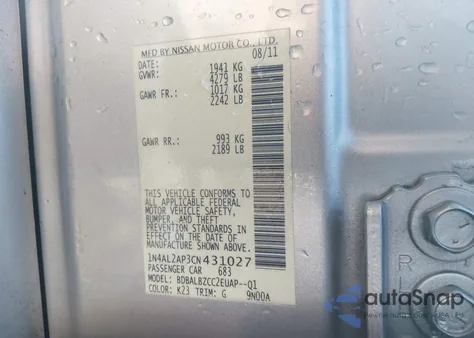 MFD BY NISSAN MOTOR CO., LTD.
DATE: 08/11
GVWR: 1941 KG
4279 LB
GAWR FR.: 1017 KG
2242 LB
GAWR RR.: 993 KG
2189 LB
THIS VEHICLE CONFORMS TO
ALL APPLICABLE FEDERAL
MOTOR VEHICLE SAFETY,
BUMPER, AND THEFT
PREVENTION STANDARDS IN
EFFECT ON THE DATE OF
MANUFACTURE SHOWN ABOVE.
1N4AL2AP3CN431027
PASSENGER CAR 683
MODEL: BDBALBZCC2EUAP--Q1
COLOR: K23 TRIM: G 9N00A
R
autoSnap